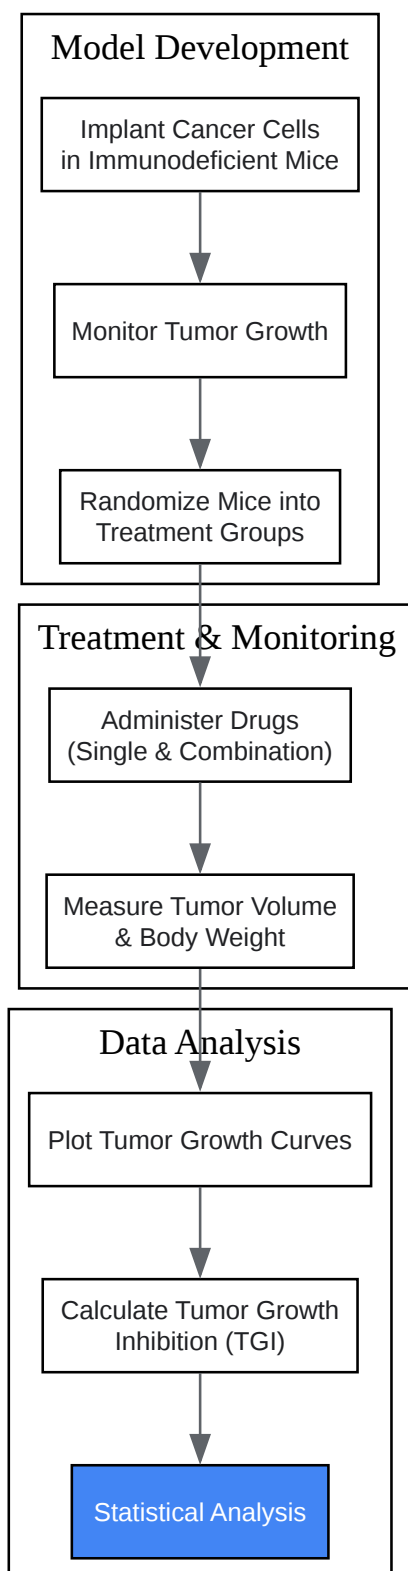 Model Development
Implant Cancer Cells
in Immunodeficient Mice
Monitor Tumor Growth
Randomize Mice into
Treatment Groups
Treatment & Monitoring
Administer Drugs
(Single & Combination)
Measure Tumor Volume
& Body Weight
Data Analysis
Plot Tumor Growth Curves
Calculate Tumor Growth
Inhibition (TGI)
Statistical Analysis